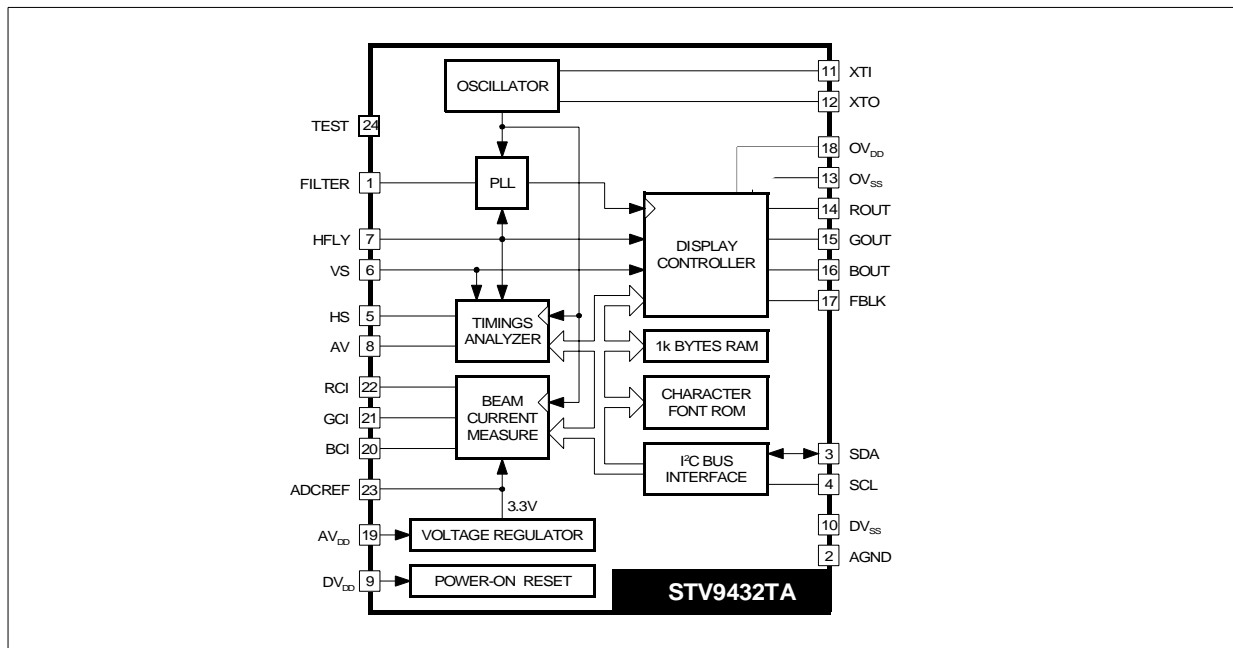 OSCILLATOR
11 XTI
12 XTO
TEST 24
18 OVDD
13 OVSS
FILTER 1
PLL
14 ROUT
HFLY 7
15 GOUT
DISPLAY
CONTROLLER
VS 6
16 BOUT
17 FBLK
HS 5
TIMINGS
ANALYZER
AV 8
1k BYTES RAM
RCI 22
BEAM
CURRENT
MEASURE
CHARACTER
FONT ROM
GCI 21
BCI 20
I²C BUS
INTERFACE
3 SDA
4 SCL
ADCREF 23
3.3V
AVDD 19
VOLTAGE REGULATOR
10 DVSS
2 AGND
DVDD 9
POWER-ON RESET
STV9432TA